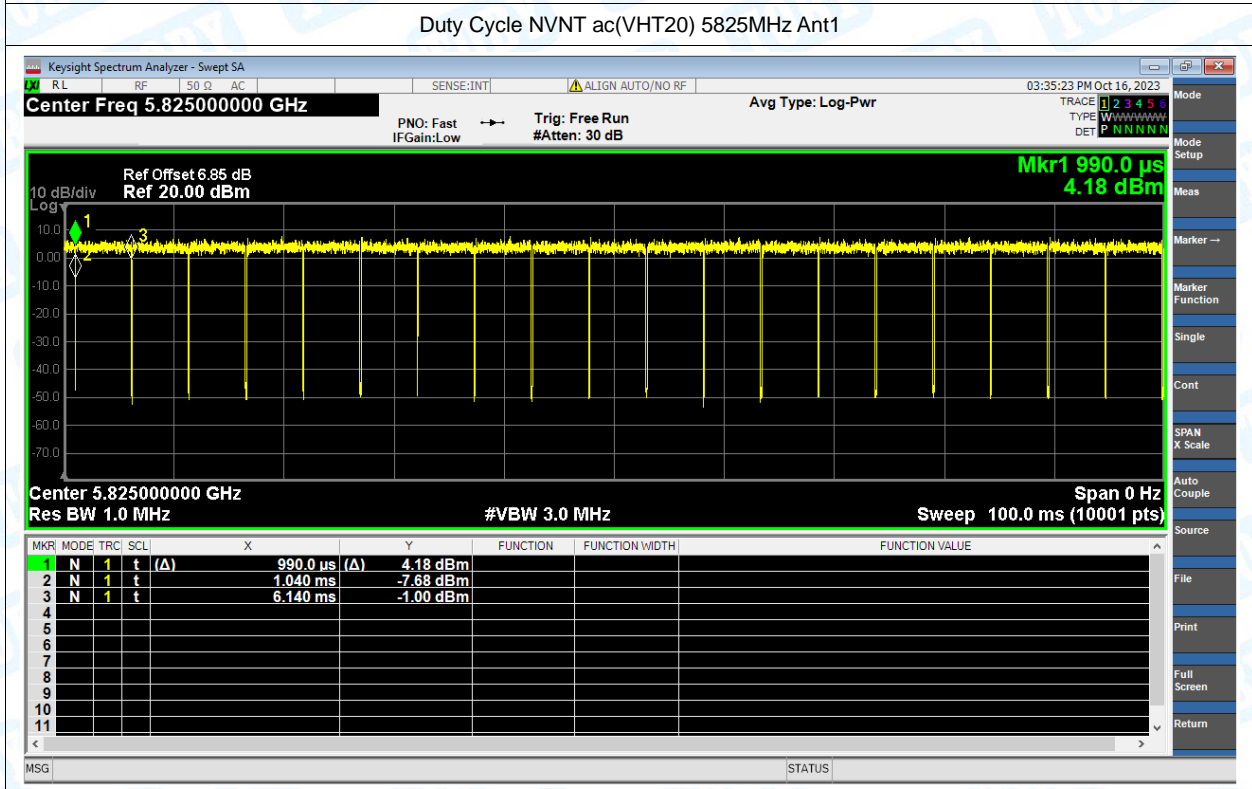 Duty Cycle NVNT ac(VHT20) 5825MHz Ant1
Keysight Spectrum Analyzer - Swept SA
LXI RL RF 50 Ω AC SENSE:INT ALIGN AUTO/NO RF 03:35:23 PM Oct 16, 2023
Center Freq 5.825000000 GHz Avg Type: Log-Pwr TRACE 1 2 3 4 5 6
PNO: Fast Trig: Free Run TYPE WWWWWW
IFGain:Low #Atten: 30 dB DET P N N N N N
Mkr1 990.0 µs
Ref Offset 6.85 dB
10 dB/div Ref 20.00 dBm 4.18 dBm
Log
1
10.0
3
0.00
2
-10.0
-20.0
-30.0
-40.0
-50.0
-60.0
-70.0
Center 5.825000000 GHz Span 0 Hz
Res BW 1.0 MHz #VBW 3.0 MHz Sweep 100.0 ms (10001 pts)
MKR MODE TRC SCL X Y FUNCTION FUNCTION WIDTH FUNCTION VALUE
1 N 1 t (Δ) 990.0 µs (Δ) 4.18 dBm
2 N 1 t 1.040 ms -7.68 dBm
3 N 1 t 6.140 ms -1.00 dBm
4
5
6
7
8
9
10
11
MSG STATUS
Mode
Mode
Setup
Meas
Marker→
Marker
Function
Single
Cont
SPAN
X Scale
Auto
Couple
Source
File
Print
Full
Screen
Return